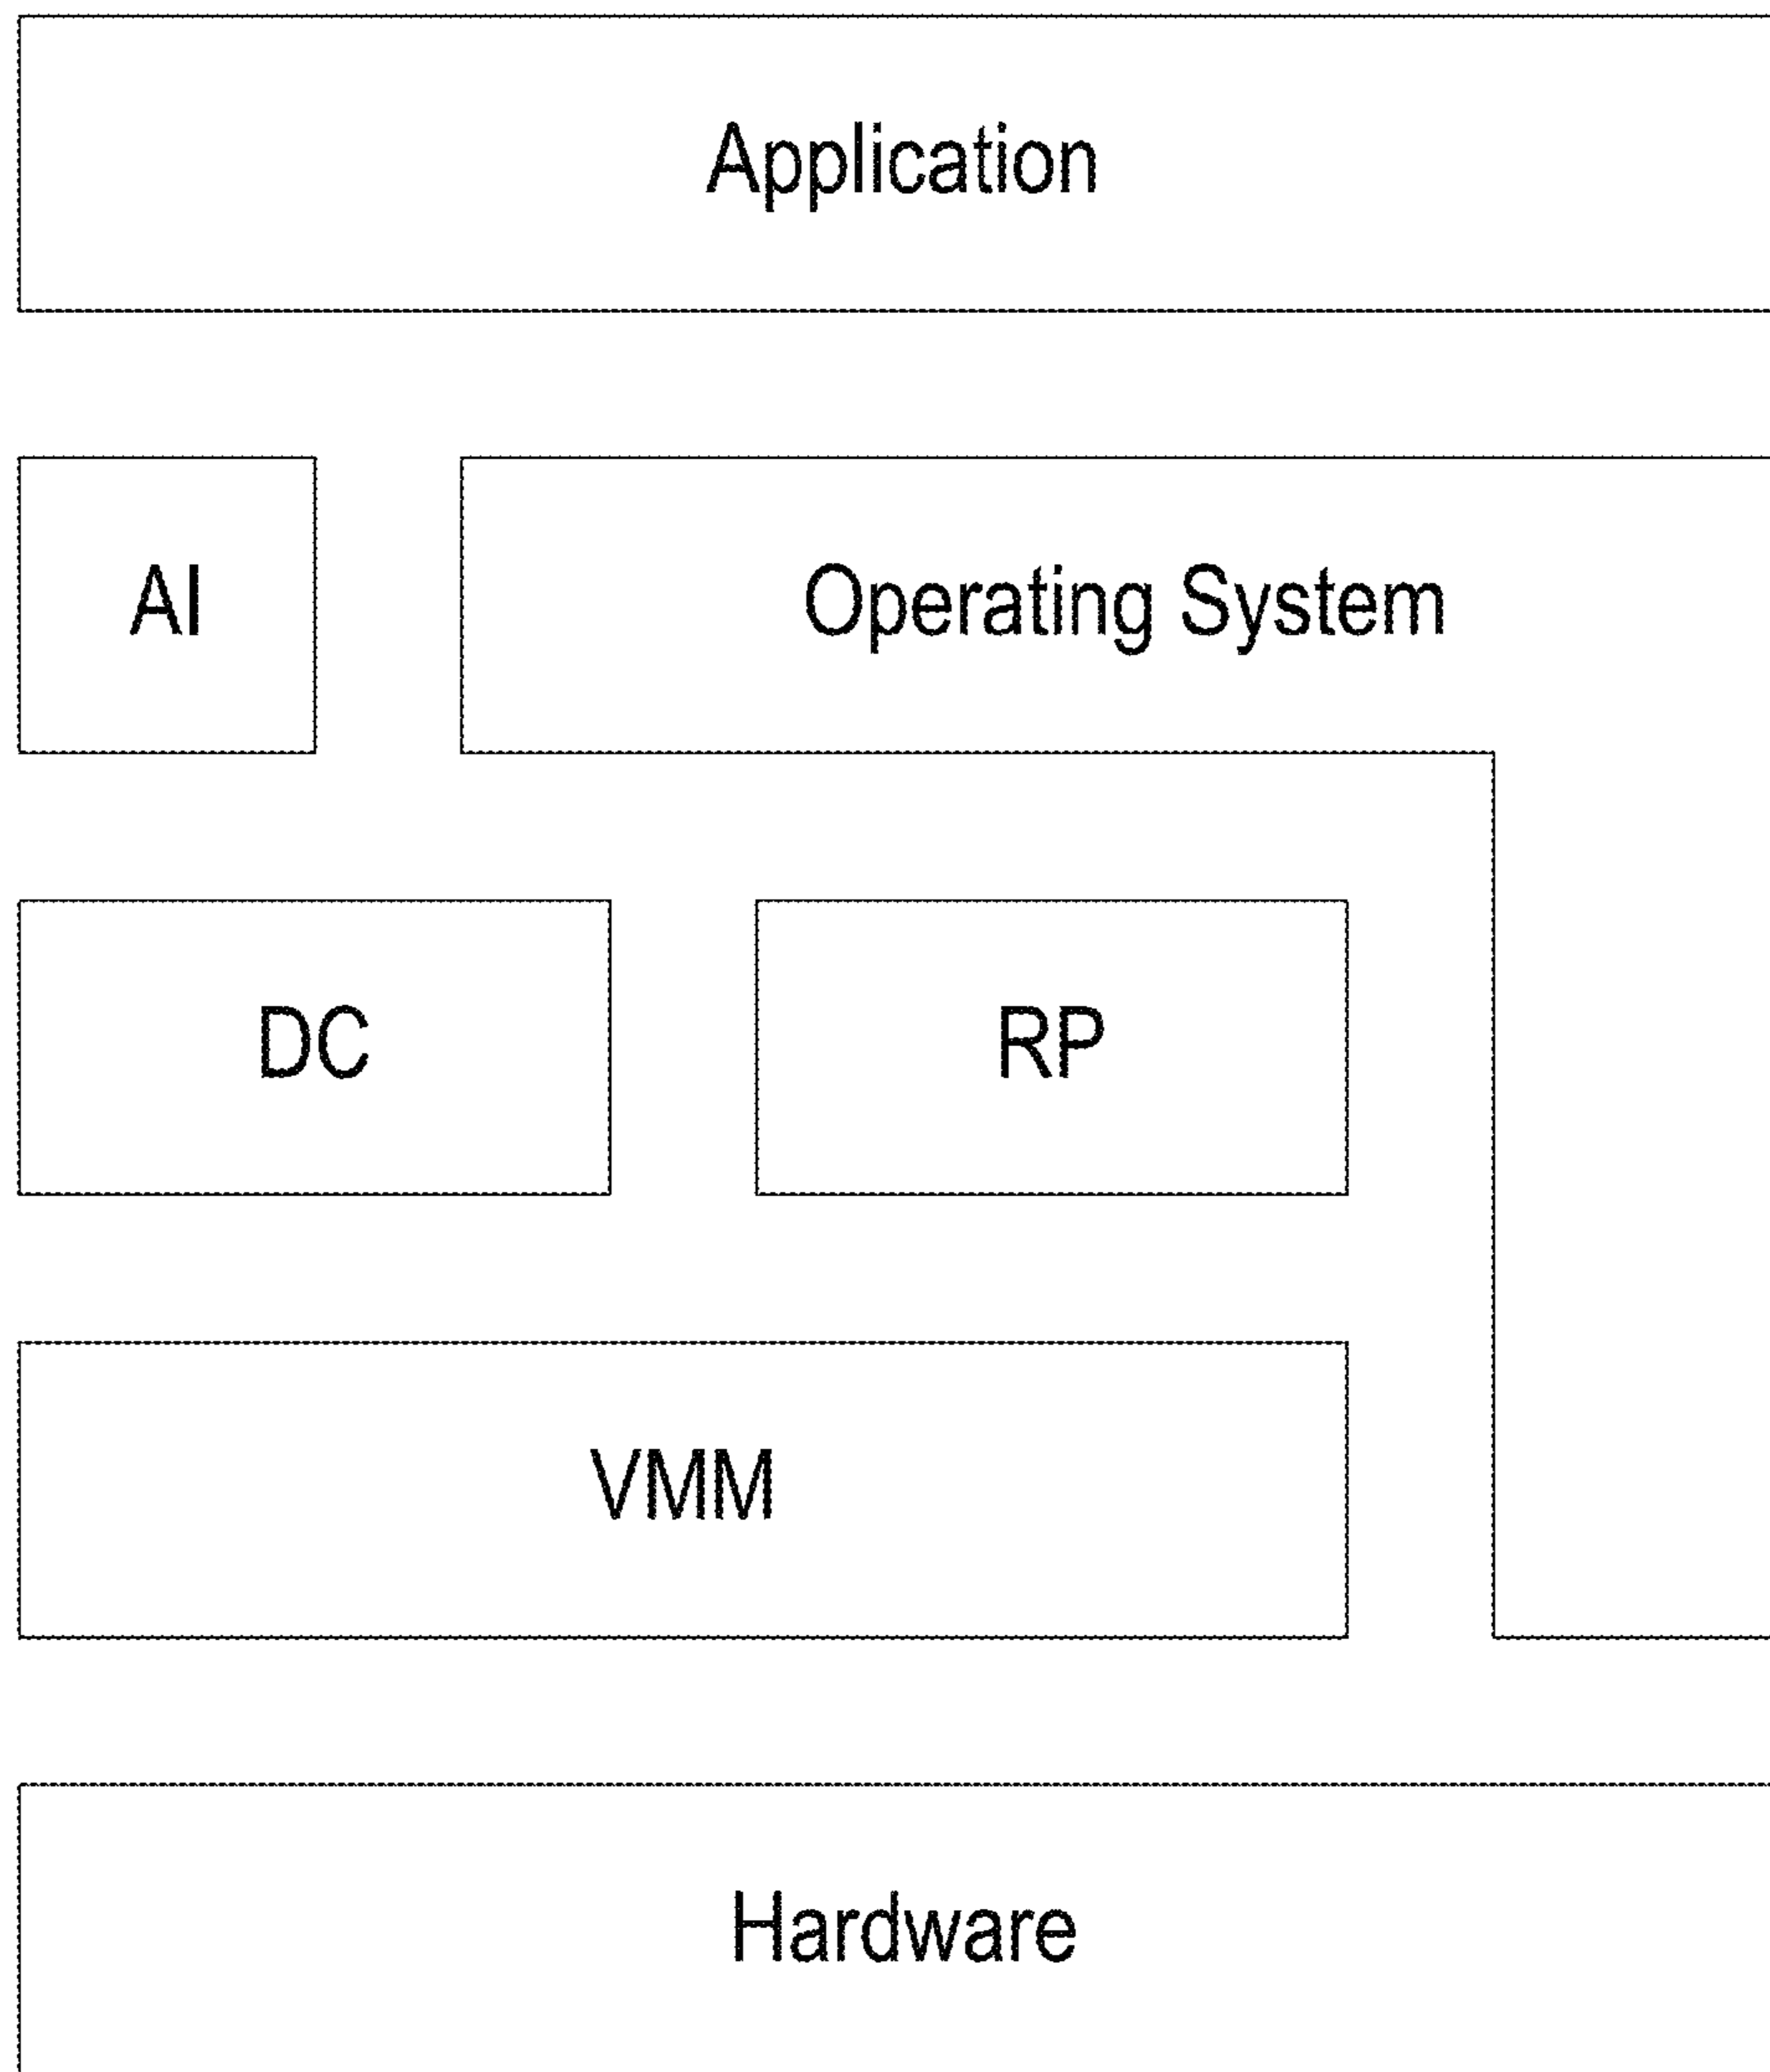 Application
AI
Operating System
DC
RP
VMM
Hardware